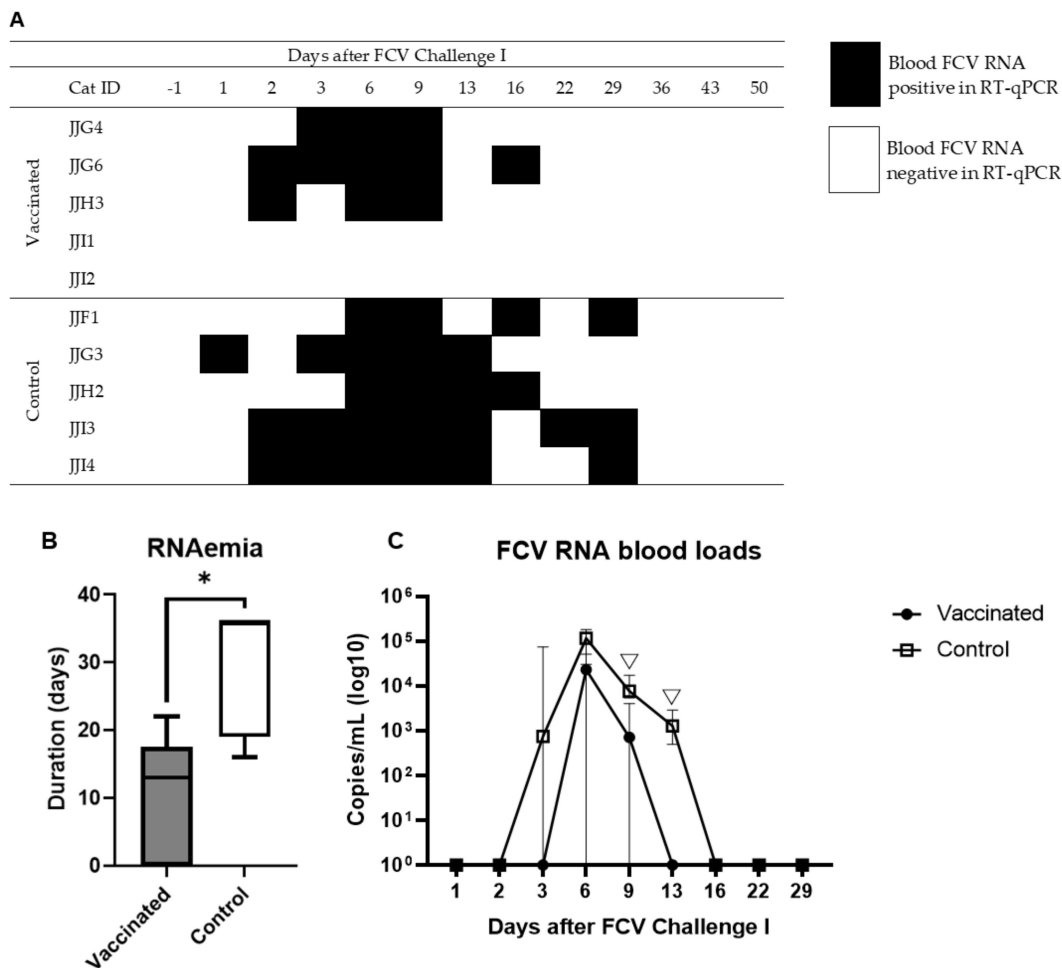 A
Days after FCV Challenge I
Cat ID -1 1 2 3 6 9 13 16 22 29 36 43 50
Vaccinated
JJG4
JJG6
JJH3
JJI1
JJI2
Control
JJF1
JJG3
JJH2
JJI3
JJI4
Blood FCV RNA
positive in RT-qPCR
Blood FCV RNA
negative in RT-qPCR
B
RNAemia
*
Duration (days)
40
30
20
10
0
Vaccinated
Control
C
FCV RNA blood loads
Copies/mL (log10)
10⁶
10⁵
10⁴
10³
10²
10¹
10⁰
1 2 3 6 9 13 16 22 29
Days after FCV Challenge I
Vaccinated
Control